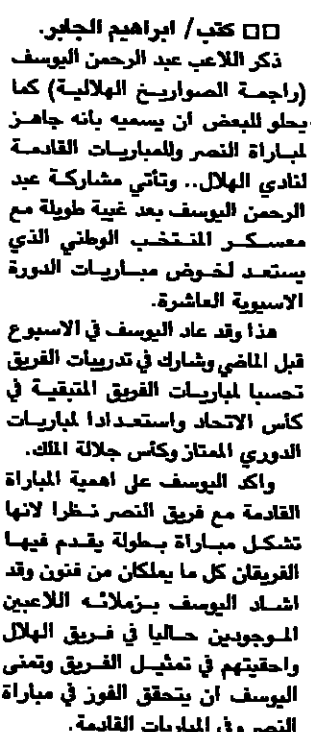 □□ كتب/ ابراهيم الجابر.
ذكر اللاعب عبد الرحمن اليوسف
(راجمة الصواريخ الهلالية) كما
يحلو للبعض ان يسميه بانه جاهز
لمباراة النصر وللمباريات القادمة
لنادي الهلال.. وتأتي مشاركة عبد
الرحمن اليوسف بعد غيبة طويلة مع
معسكر المنتخب الوطني الذي
يستعد لخوض مباريات الدورة
الاسيوية العاشرة.
هذا وقد عاد اليوسف في الاسبوع
قبل الماضي وشارك في تدريبات الفريق
تحسبا لمباريات الفريق المتبقية في
كأس الاتحاد واستعدادا لمباريات
الدوري الممتاز وكأس جلالة الملك.
واكد اليوسف على اهمية المباراة
القادمة مع فريق النصر نظرا لانها
تشكل مباراة بطولة يقدم فيها
الفريقان كل ما يملكان من فنون وقد
اشاد اليوسف بزملائه اللاعبين
الموجودين حاليا في فريق الهلال
واحقيتهم في تمثيل الفريق وتمنى
اليوسف ان يتحقق الفوز في مباراة
النصر وفي المباريات القادمة.